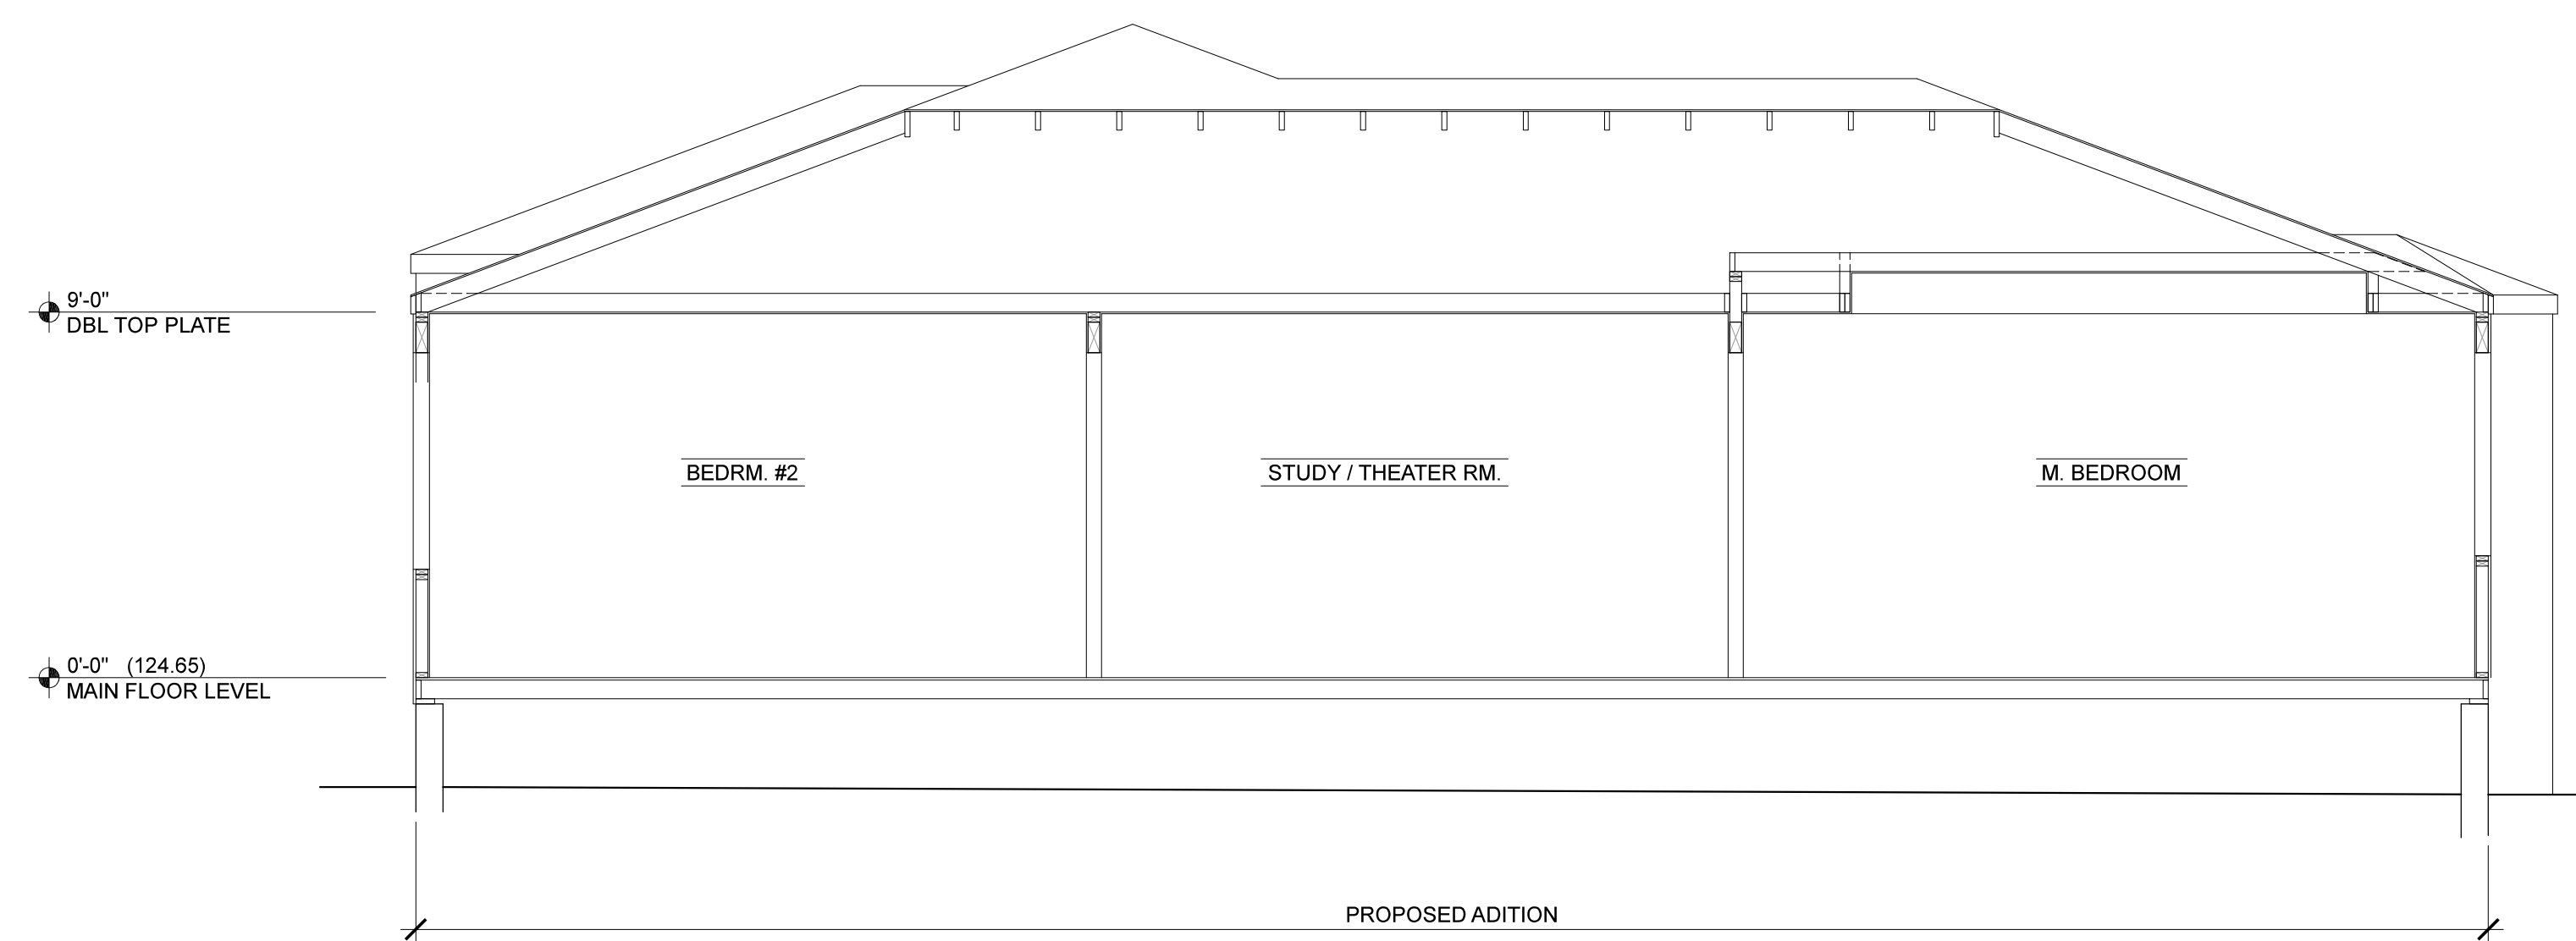 9'-0"
DBL TOP PLATE
BEDRM. #2
STUDY / THEATER RM.
M. BEDROOM
0'-0" (124.65)
MAIN FLOOR LEVEL
PROPOSED ADITION